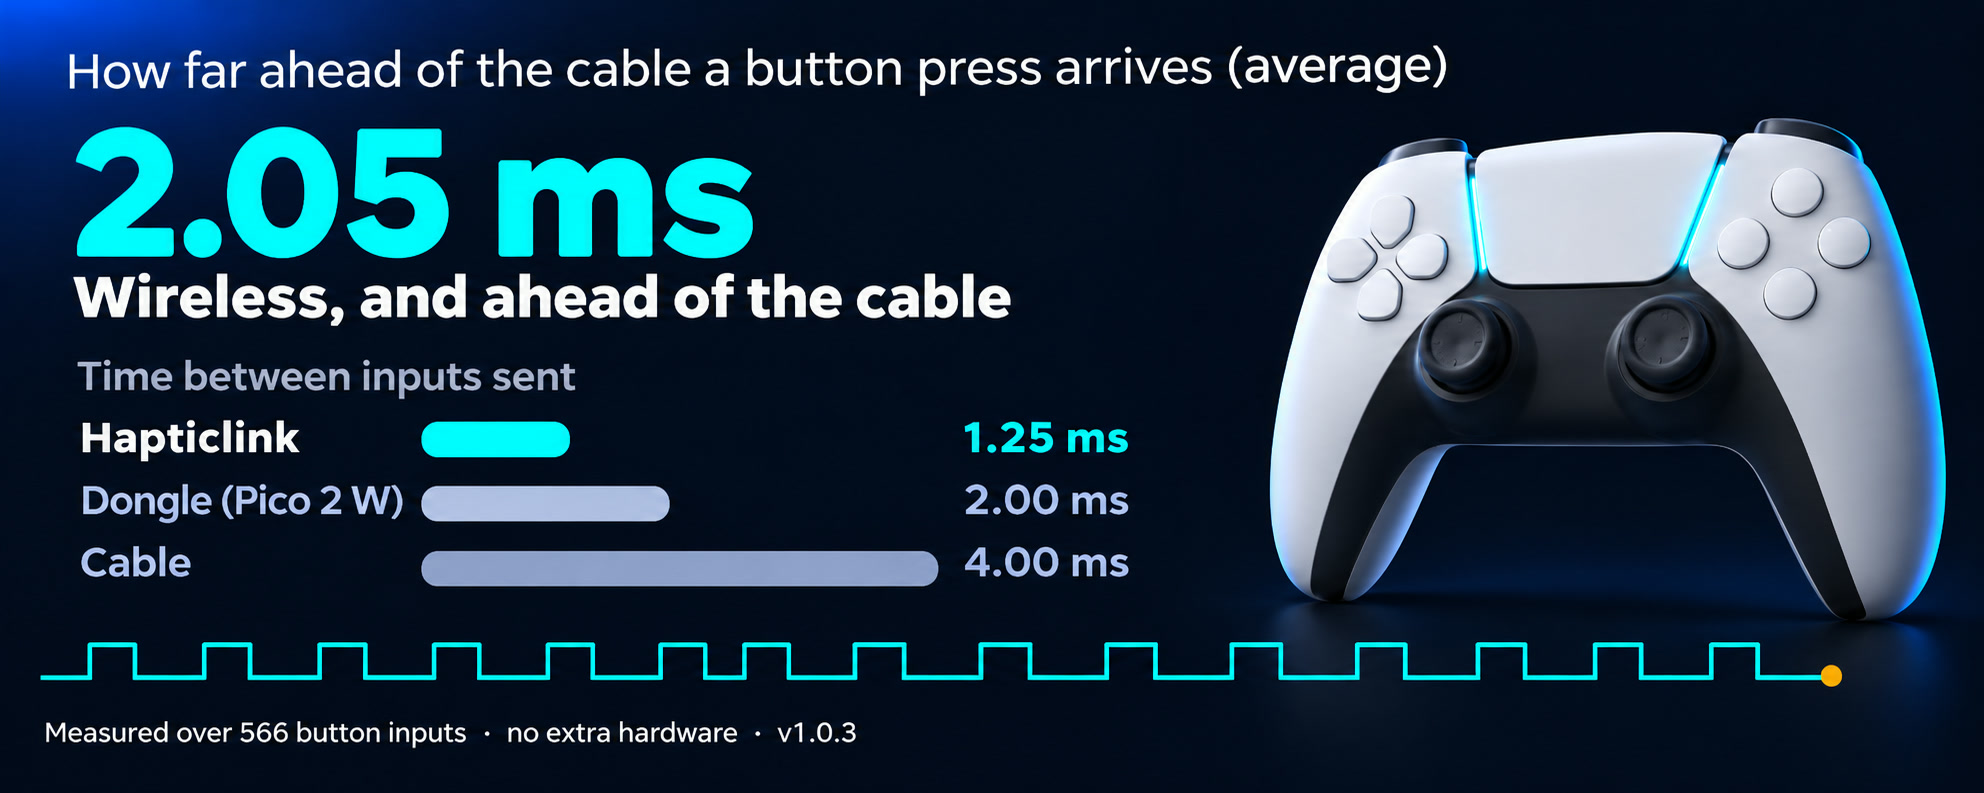 How far ahead of the cable a button press arrives (average)
2.05 ms
Wireless, and ahead of the cable
Time between inputs sent
Hapticlink 1.25 ms
Dongle (Pico 2 W) 2.00 ms
Cable 4.00 ms
Measured over 566 button inputs · no extra hardware · v1.0.3